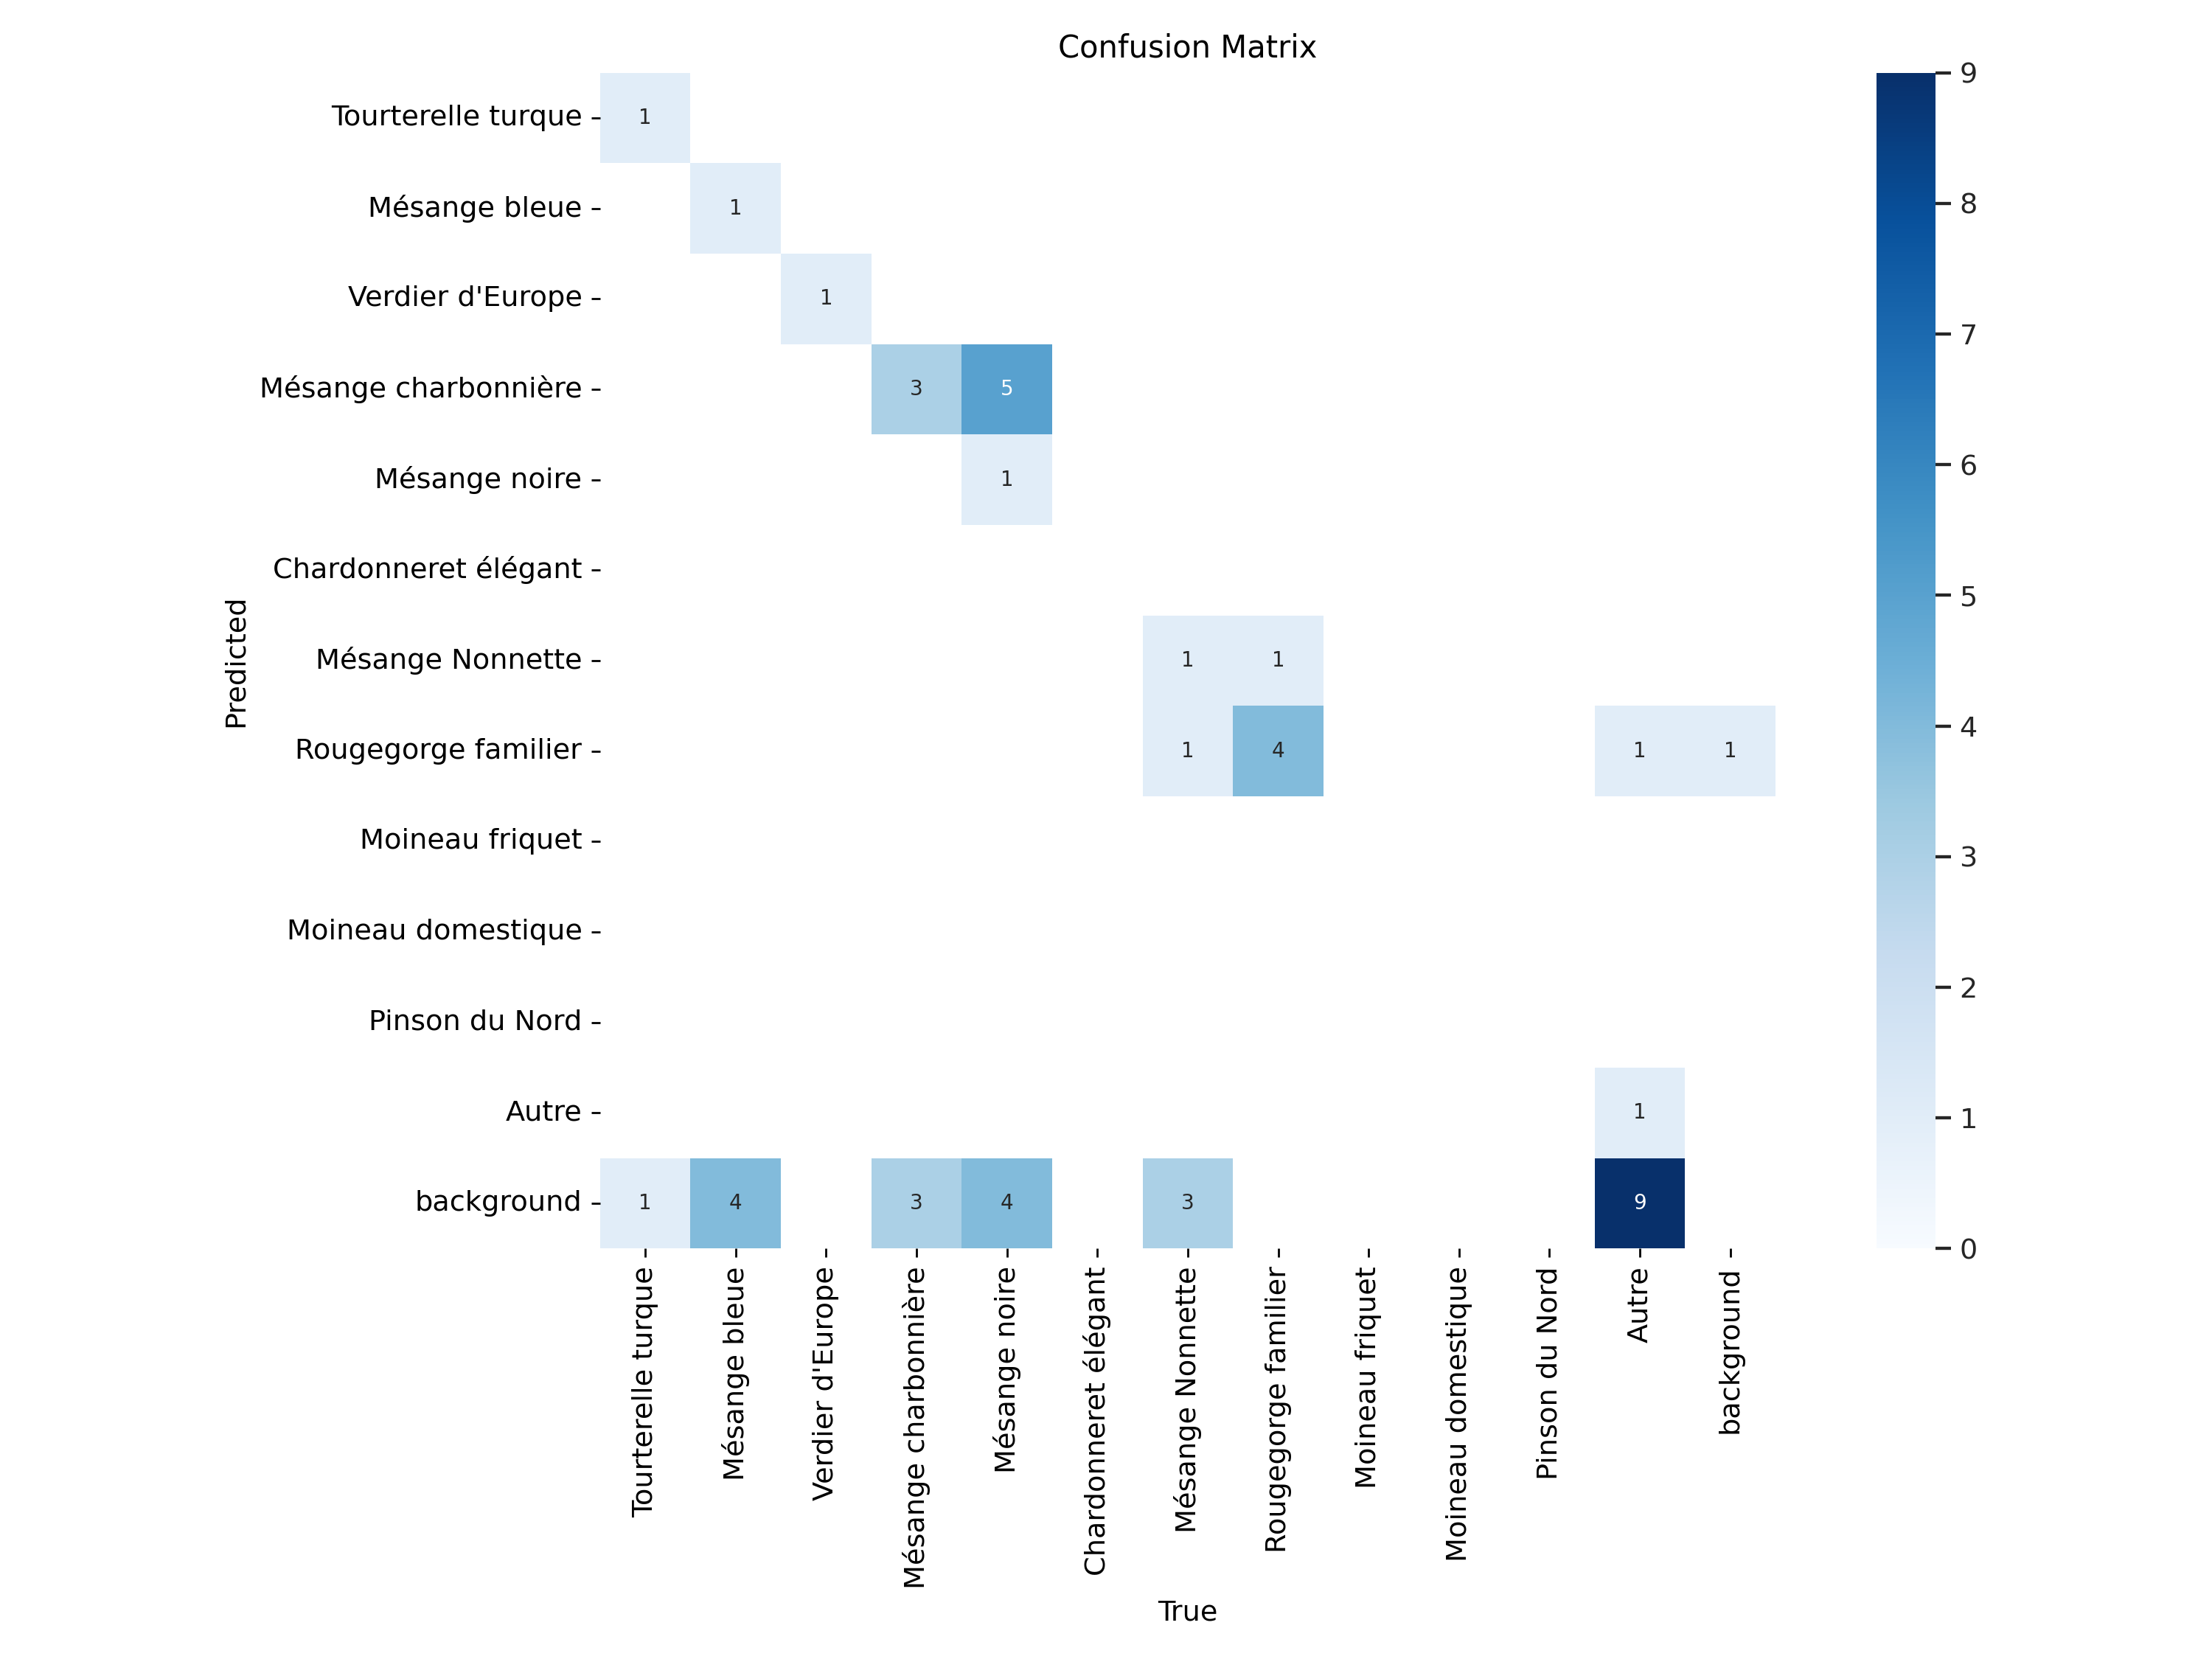 Confusion Matrix
Tourterelle turque
Mésange bleue
Verdier d'Europe
Mésange charbonnière
Mésange noire
Chardonneret élégant
Mésange Nonnette
Rougegorge familier
Moineau friquet
Moineau domestique
Pinson du Nord
Autre
background
Predicted
1
1
1
3 5
1
1 1
1 4 1 1
1
1 4 3 4 3 9
Tourterelle turque
Mésange bleue
Verdier d'Europe
Mésange charbonnière
Mésange noire
Chardonneret élégant
Mésange Nonnette
Rougegorge familier
Moineau friquet
Moineau domestique
Pinson du Nord
Autre
background
True
9
8
7
6
5
4
3
2
1
0